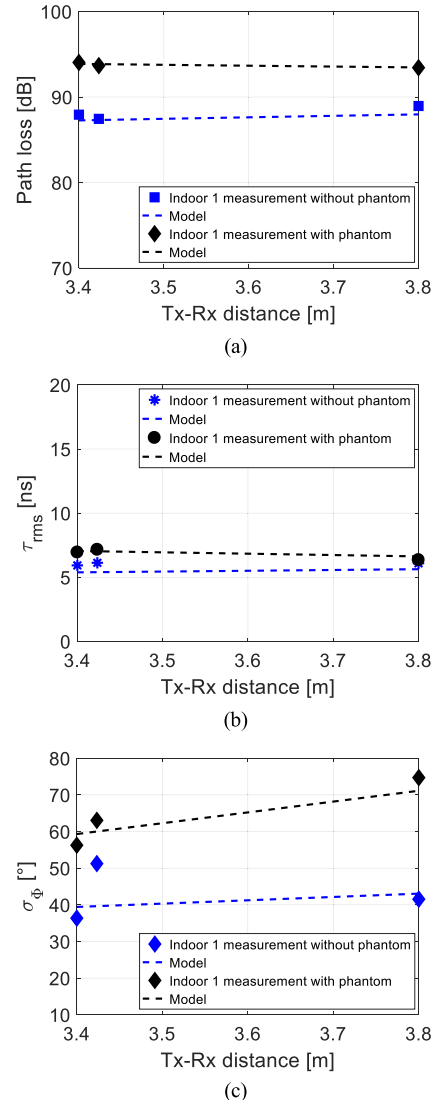 100
90
80
70
Path loss [dB]
Indoor 1 measurement without phantom
Model
Indoor 1 measurement with phantom
Model
3.4 3.5 3.6 3.7 3.8
Tx-Rx distance [m]
(a)
20
15
10
5
0
τrms [ns]
Indoor 1 measurement without phantom
Model
Indoor 1 measurement with phantom
Model
3.4 3.5 3.6 3.7 3.8
Tx-Rx distance [m]
(b)
80
70
60
50
40
30
20
10
σΦ [°]
Indoor 1 measurement without phantom
Model
Indoor 1 measurement with phantom
Model
3.4 3.5 3.6 3.7 3.8
Tx-Rx distance [m]
(c)